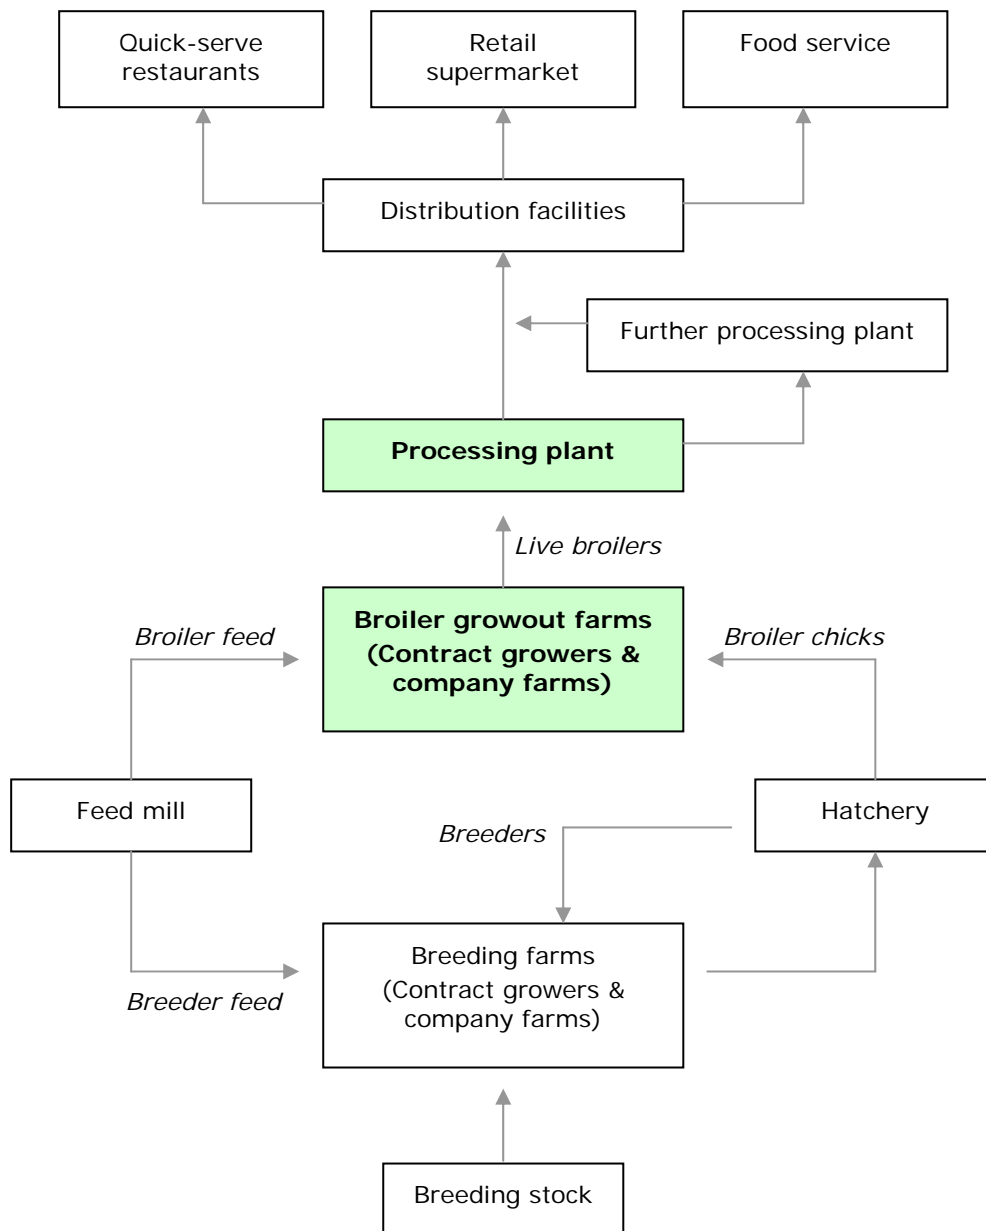 Quick-serve
restaurants
Retail
supermarket
Food service
Distribution facilities
Further processing plant
Processing plant
Live broilers
Broiler growout farms
(Contract growers &
company farms)
Broiler feed
Broiler chicks
Feed mill
Hatchery
Breeders
Breeding farms
(Contract growers &
company farms)
Breeder feed
Breeding stock